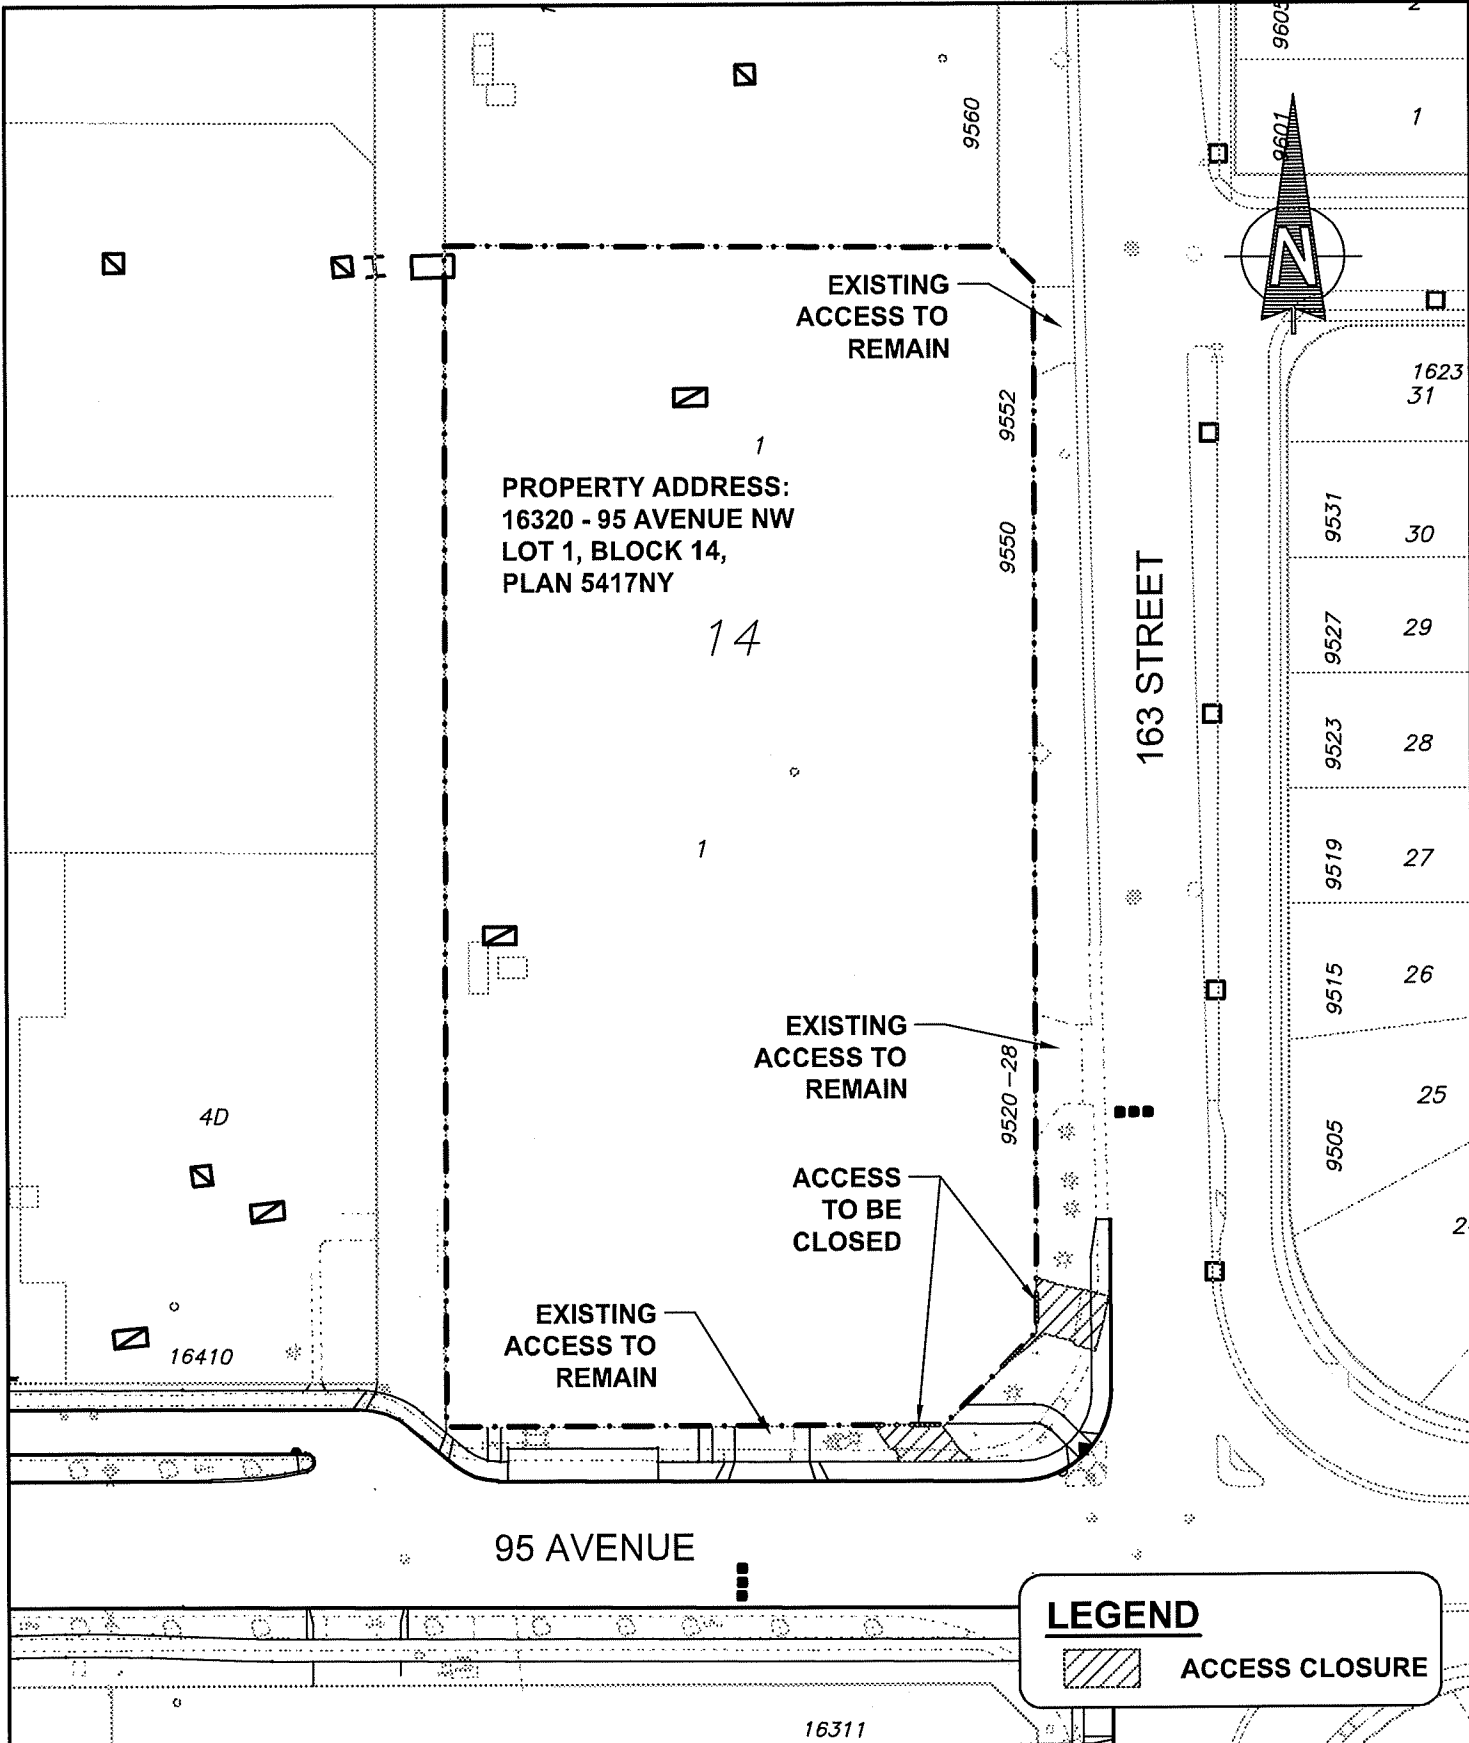 9605
2
9560
9601
1
N
EXISTING
ACCESS TO
REMAIN
1623
31
9552
1
PROPERTY ADDRESS:
16320 - 95 AVENUE NW
LOT 1, BLOCK 14,
PLAN 5417NY
9550
9531
30
14
163 STREET
9527
29
9523
28
1
9519
27
9515
26
EXISTING
ACCESS TO
REMAIN
9520-28
25
4D
9505
ACCESS
TO BE
CLOSED
EXISTING
ACCESS TO
REMAIN
16410
95 AVENUE
LEGEND
ACCESS CLOSURE
16311